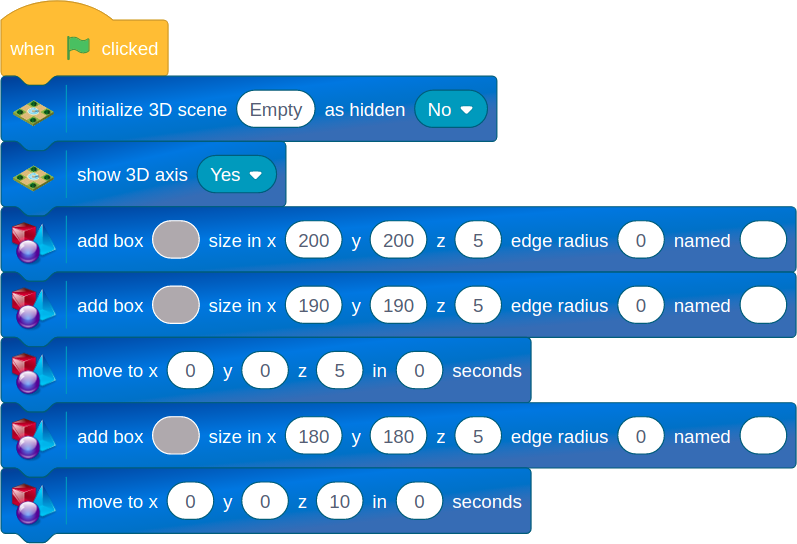 when clicked
initialize 3D scene Empty as hidden No
show 3D axis Yes
add box size in x 200 y 200 z 5 edge radius 0 named
add box size in x 190 y 190 z 5 edge radius 0 named
move to x 0 y 0 z 5 in 0 seconds
add box size in x 180 y 180 z 5 edge radius 0 named
move to x 0 y 0 z 10 in 0 seconds